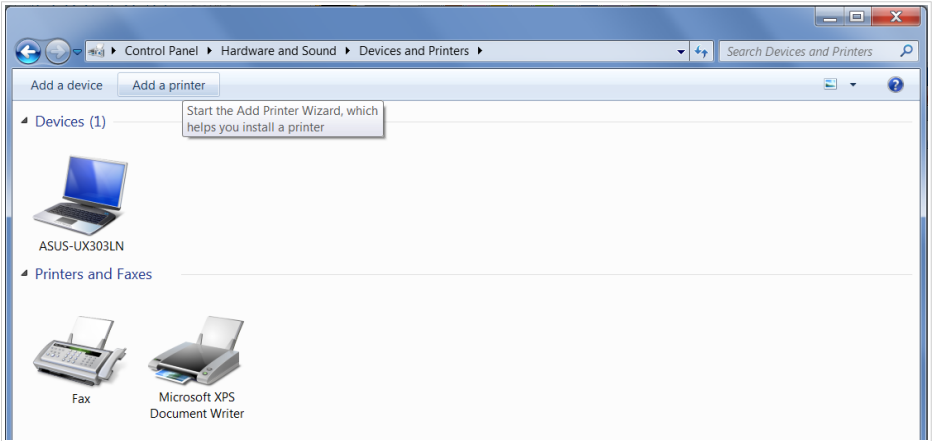 Control Panel ▸ Hardware and Sound ▸ Devices and Printers ▸
Search Devices and Printers
Add a device
Add a printer
Start the Add Printer Wizard, which
helps you install a printer
Devices (1)
ASUS-UX303LN
Printers and Faxes
Fax
Microsoft XPS
Document Writer